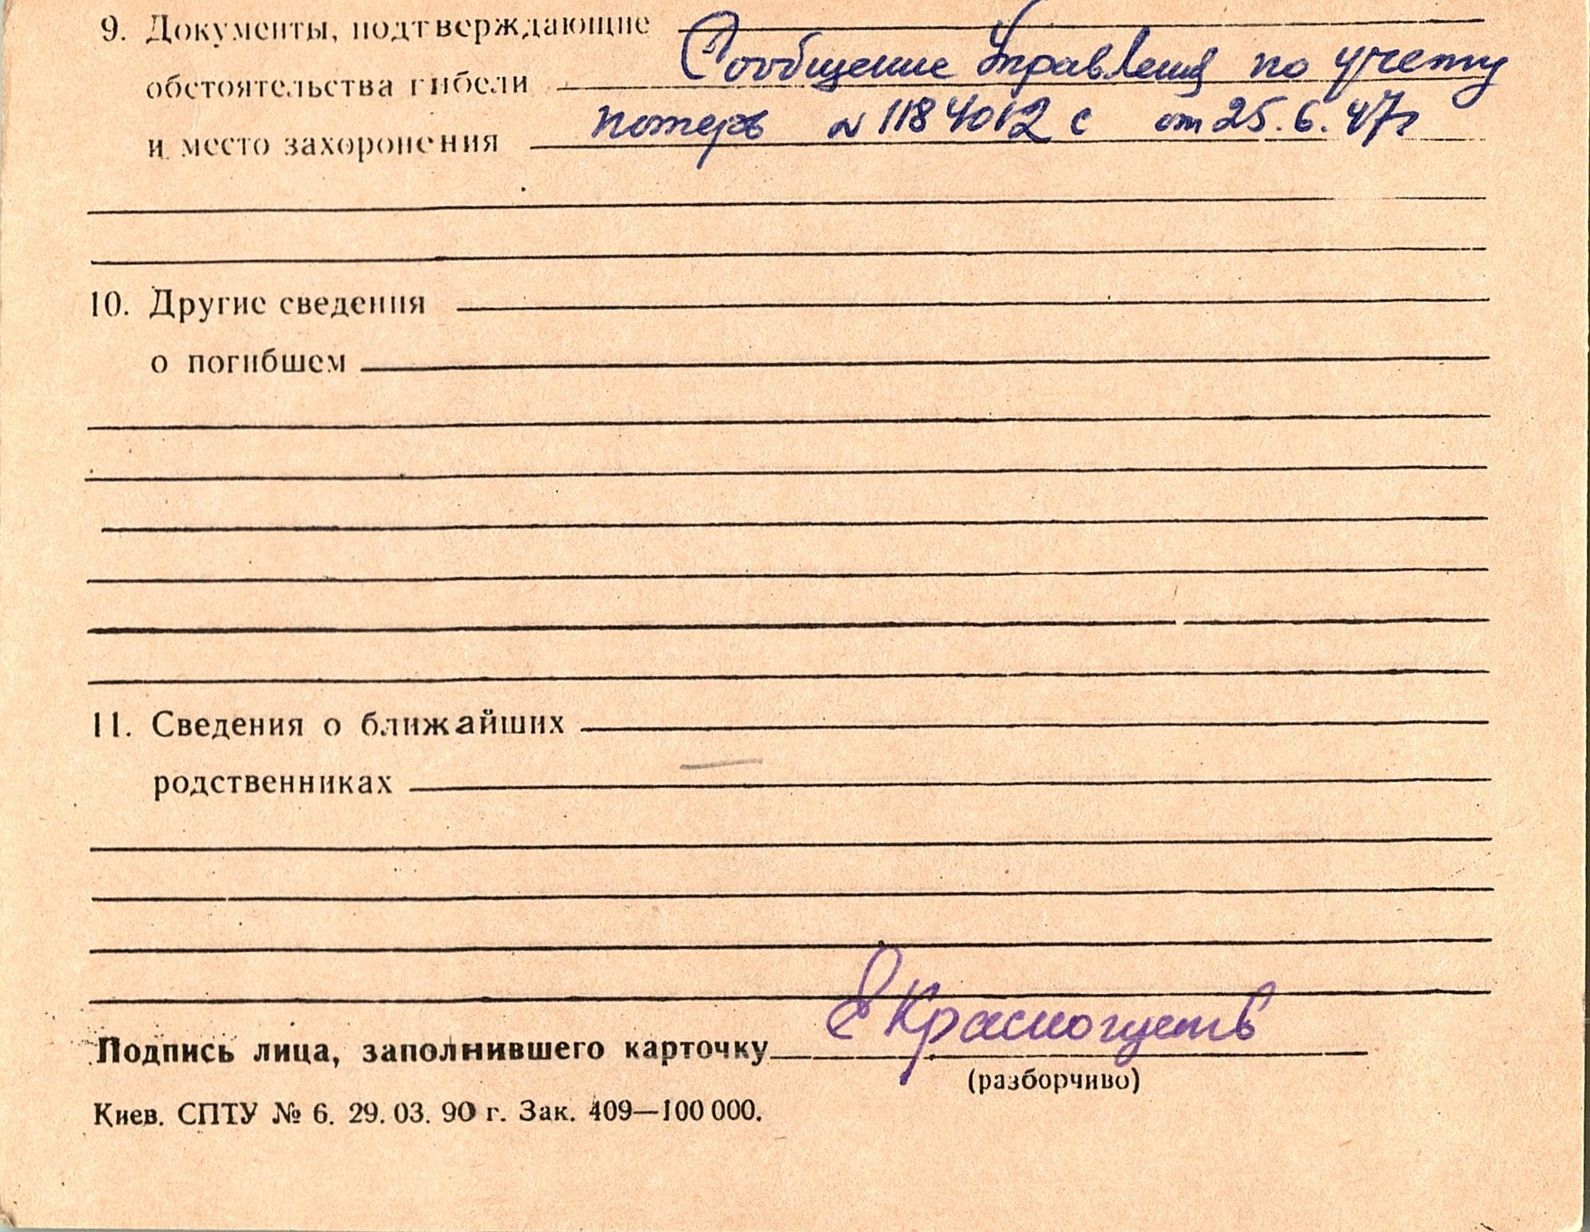 9. Документы, подтверждающие
обстоятельства гибели Сообщение Управления по учету
и место захоронения потерь N 1184012 с от 25.6.47г
10. Другие сведения
о погибшем
11. Сведения о ближайших
родственниках
Подпись лица, заполнившего карточку
(разборчиво)
Киев. СПТУ № 6. 29.03.90 г. Зак. 409—100 000.